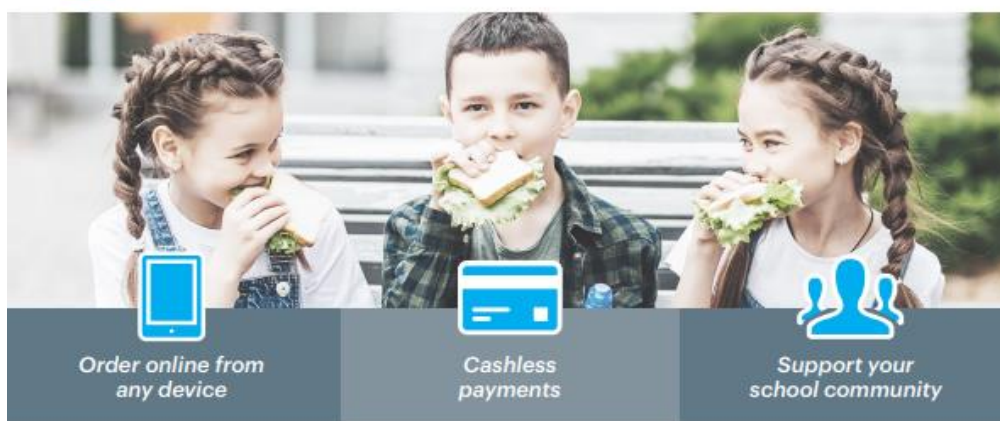 Order online from
any device
Cashless
payments
Support your
school community